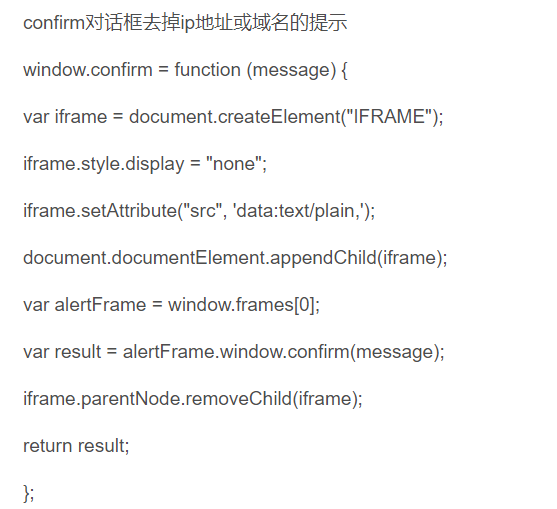 confirm对话框去掉ip地址或域名的提示
window.confirm = function (message) {
var iframe = document.createElement("IFRAME");
iframe.style.display = "none";
iframe.setAttribute("src", 'data:text/plain,');
document.documentElement.appendChild(iframe);
var alertFrame = window.frames[0];
var result = alertFrame.window.confirm(message);
iframe.parentNode.removeChild(iframe);
return result;
};